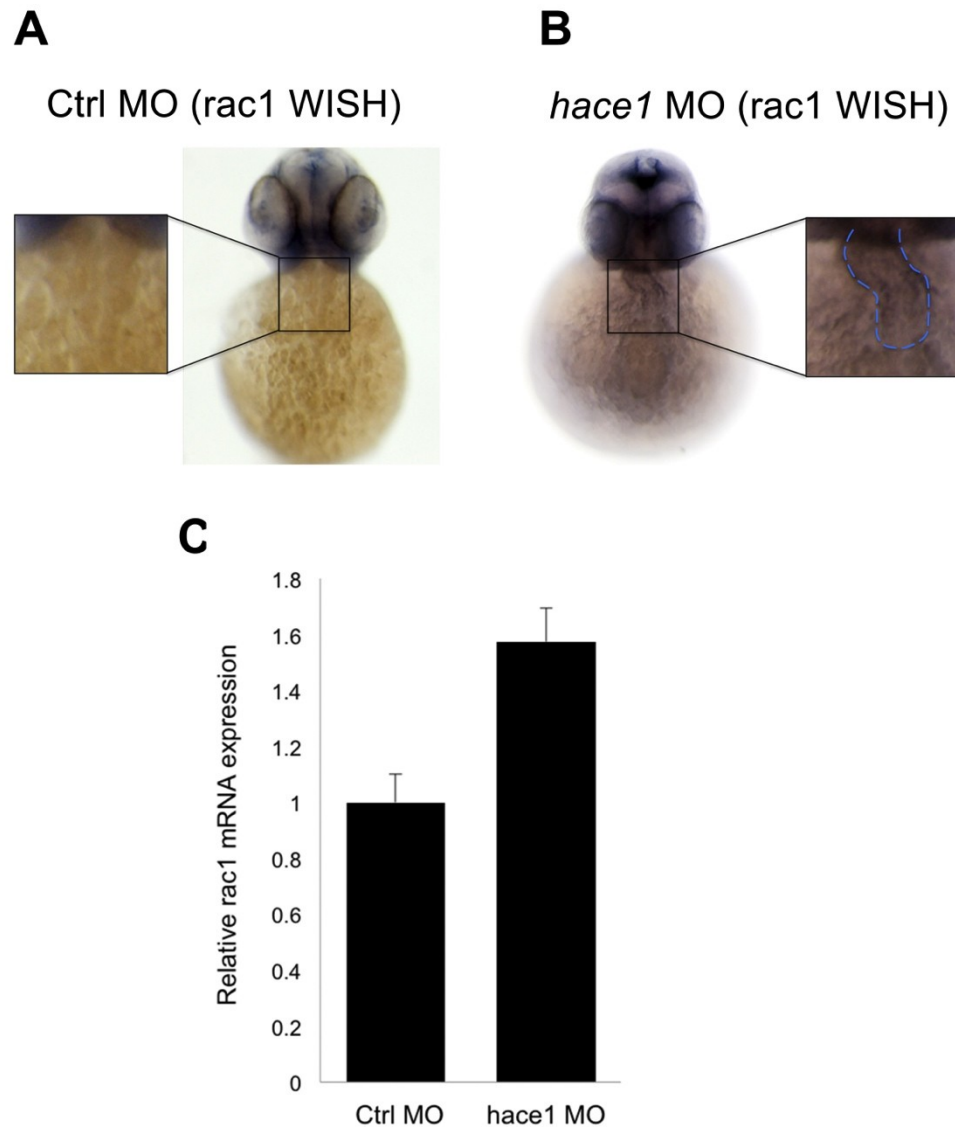 A
B
Ctrl MO (rac1 WISH)
hace1 MO (rac1 WISH)
C
Relative rac1 mRNA expression
1.8
1.6
1.4
1.2
1
0.8
0.6
0.4
0.2
0
Ctrl MO
hace1 MO